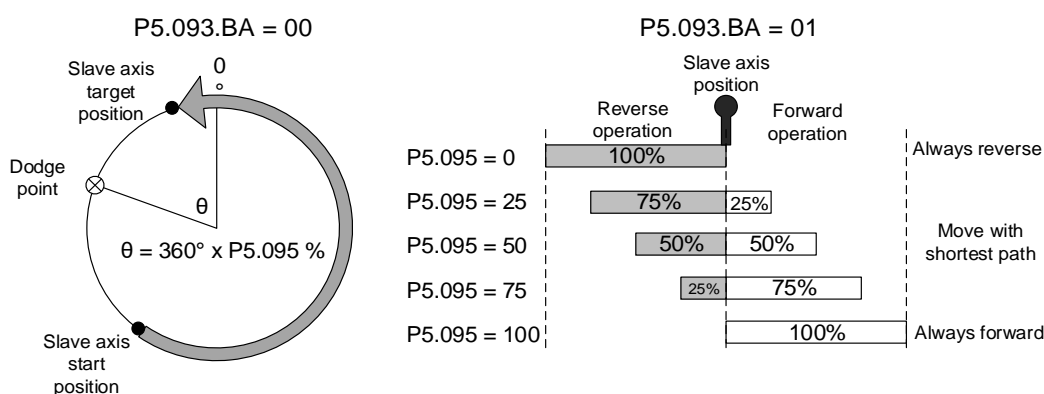 P5.093.BA = 00
0
°
Slave axis
target
position
Dodge
point
θ
θ = 360° x P5.095 %
Slave axis
start
position
P5.093.BA = 01
Slave axis
position
Reverse
operation
Forward
operation
P5.095 = 0
100%
Always reverse
P5.095 = 25
75%
25%
P5.095 = 50
50%
50%
Move with
shortest path
P5.095 = 75
25%
75%
P5.095 = 100
100%
Always forward